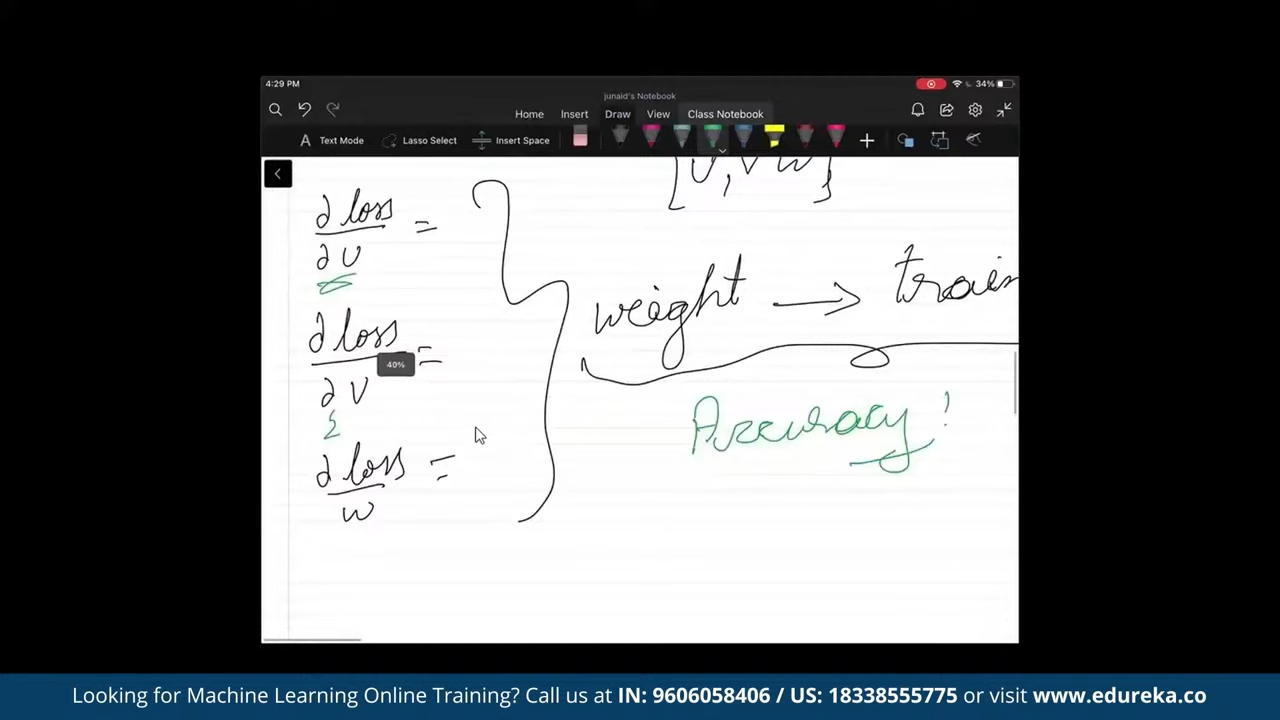 4:29 PM
34%
junaid's Notebook
Home Insert Draw View Class Notebook
A Text Mode Lasso Select Insert Space
[U, V W]
∂ loss
∂ U
=
∂ loss
∂ V
=
40%
∂ loss
w
=
weight → train
Accuracy!
Looking for Machine Learning Online Training? Call us at IN: 9606058406 / US: 18338555775 or visit www.edureka.co